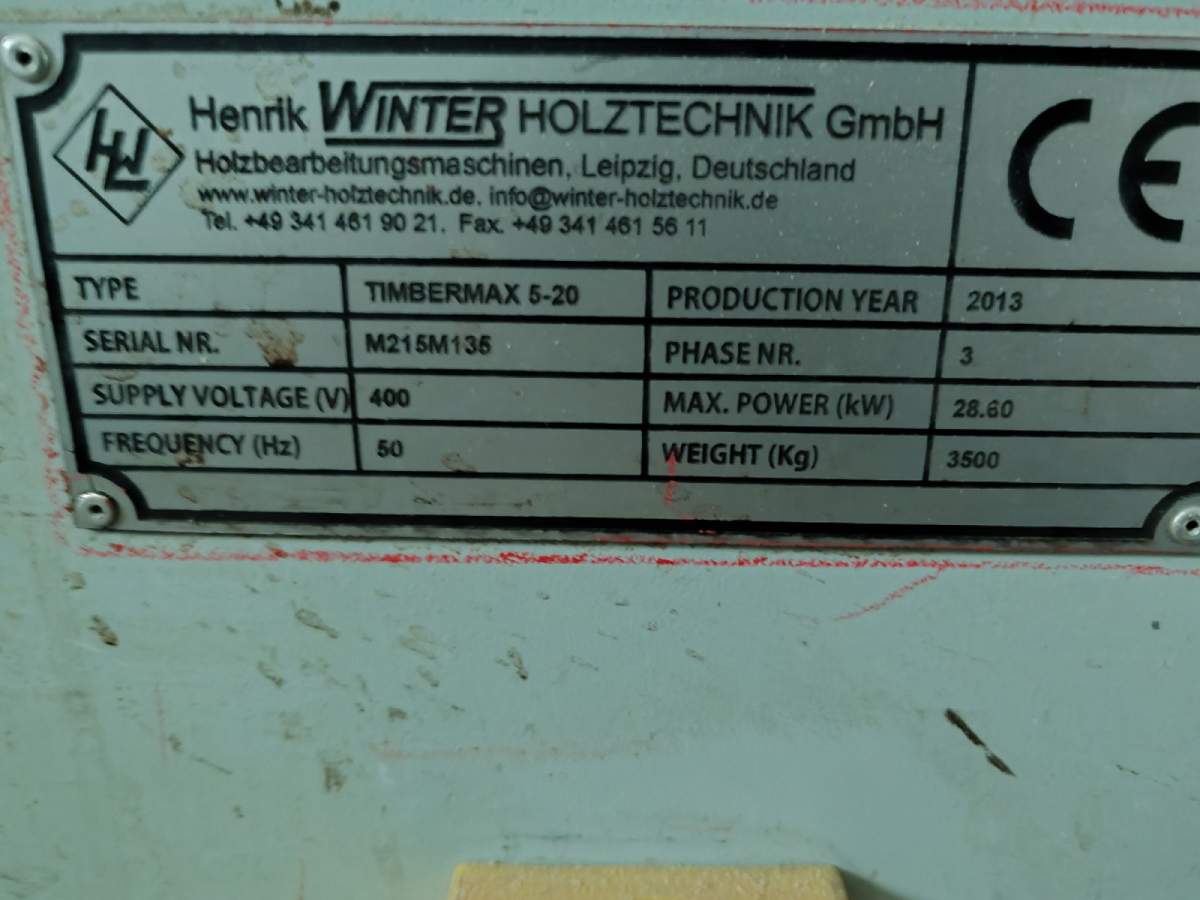 HW
Henrik WINTER HOLZTECHNIK GmbH
Holzbearbeitungsmaschinen, Leipzig, Deutschland
www.winter-holztechnik.de, info@winter-holztechnik.de
Tel. +49 341 461 90 21, Fax. +49 341 461 56 11
CE
TYPE TIMBERMAX 5-20 PRODUCTION YEAR 2013
SERIAL NR. M215M135 PHASE NR. 3
SUPPLY VOLTAGE (V) 400 MAX. POWER (kW) 28.60
FREQUENCY (Hz) 50 WEIGHT (Kg) 3500